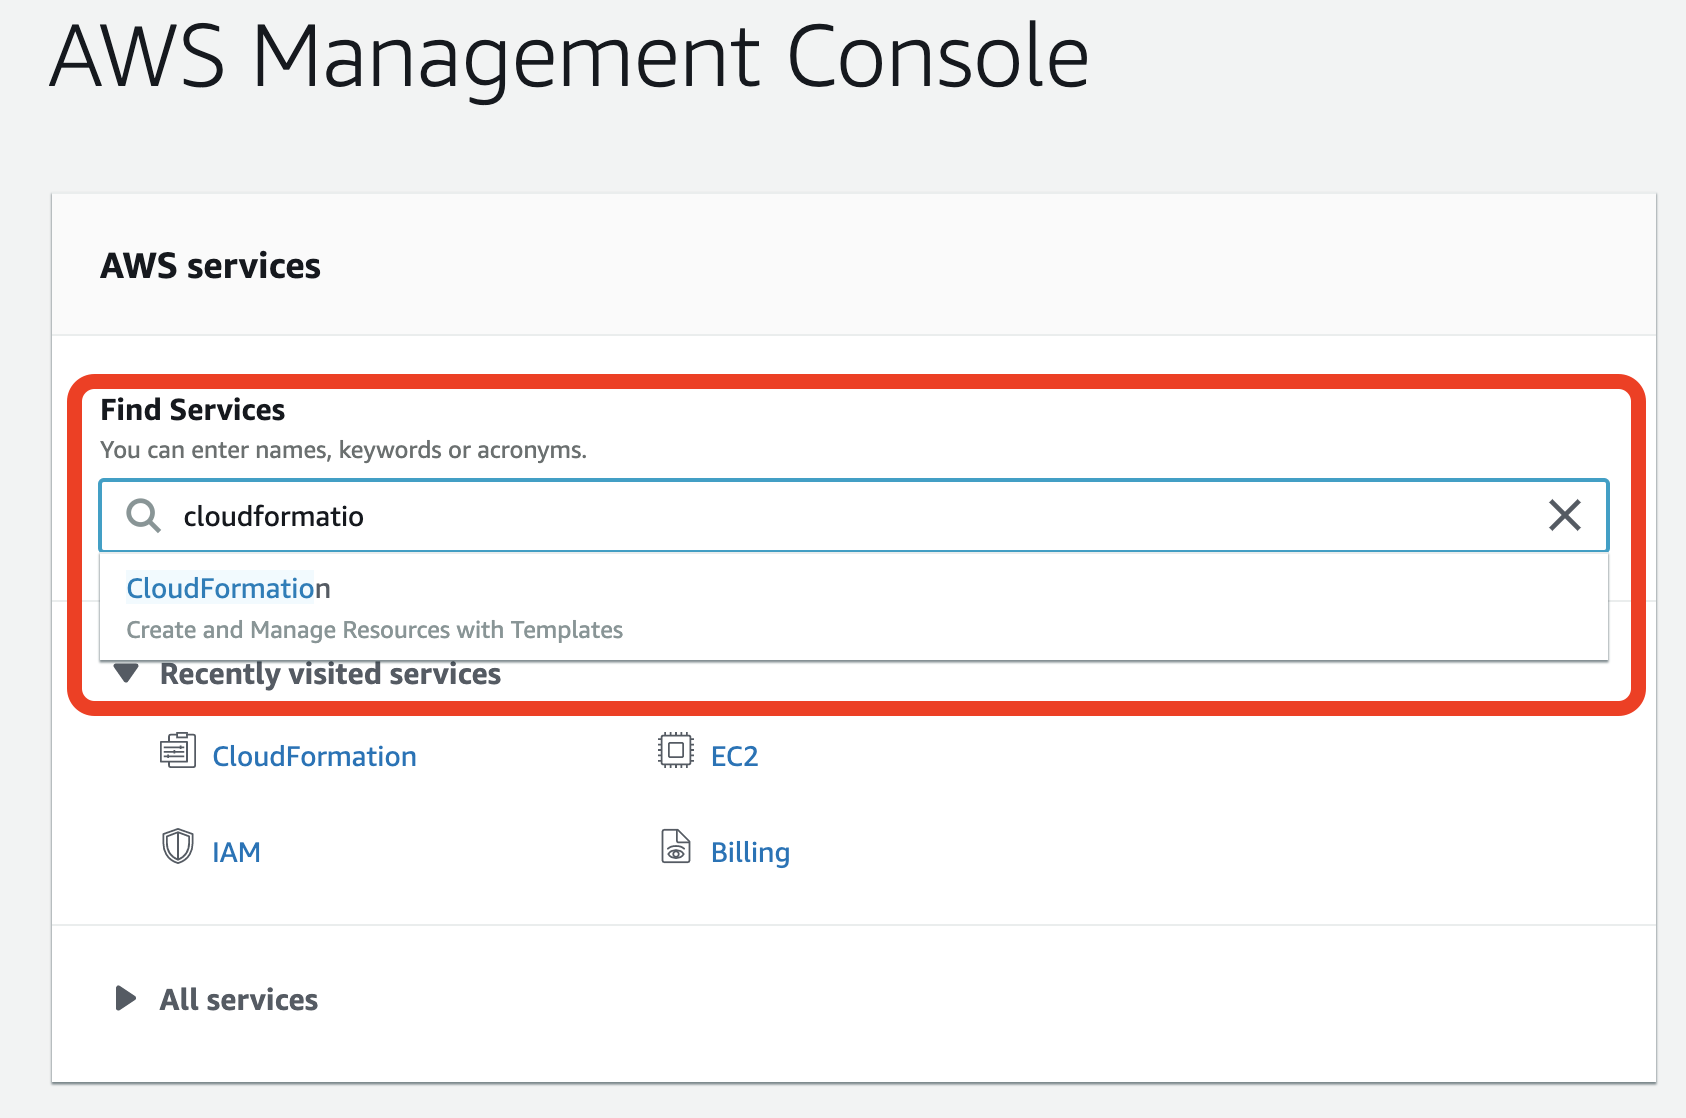 AWS Management Console
AWS services
Find Services
You can enter names, keywords or acronyms.
cloudformatio
CloudFormation
Create and Manage Resources with Templates
Recently visited services
CloudFormation
EC2
IAM
Billing
All services